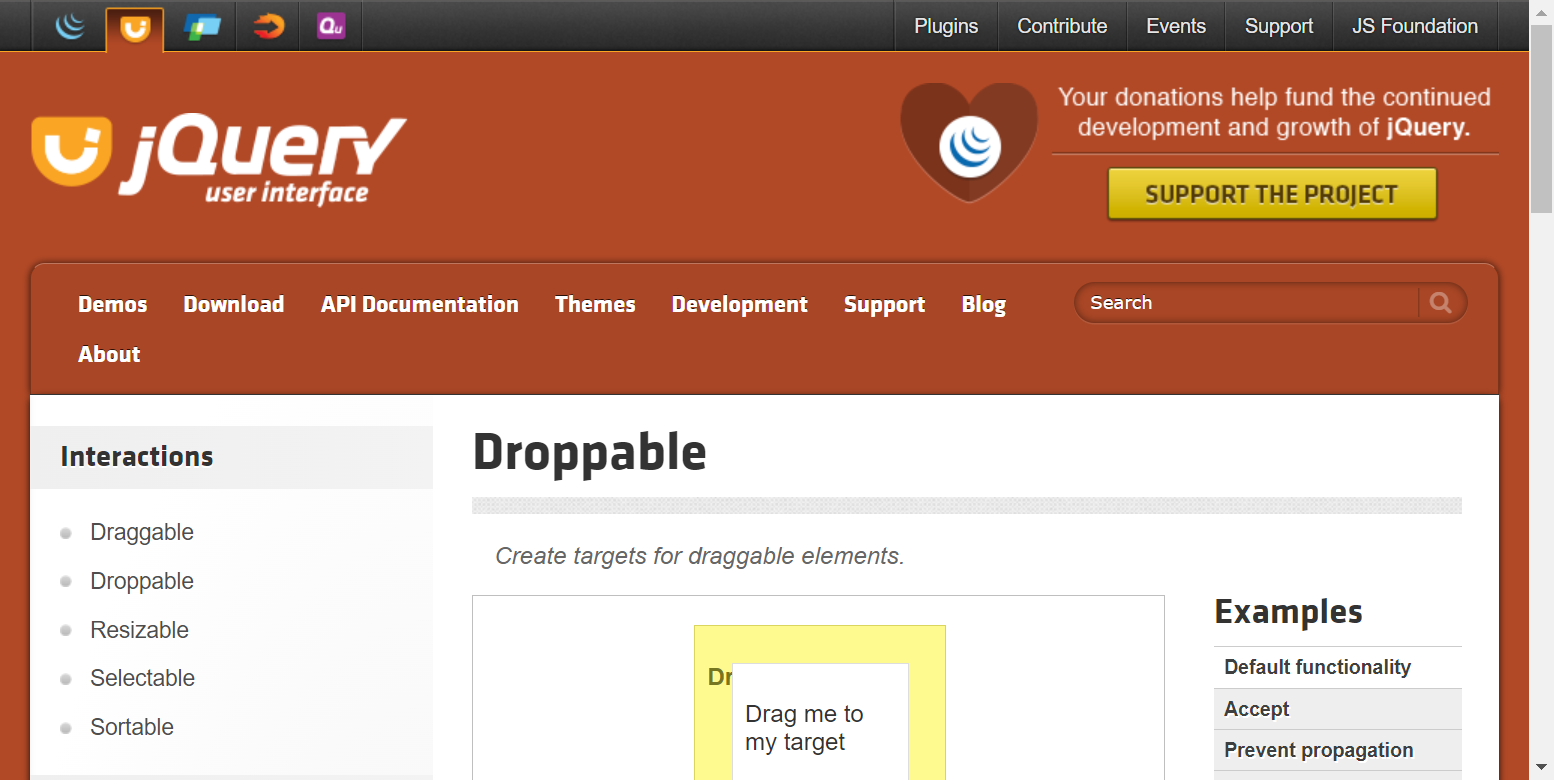 Qu
Plugins Contribute Events Support JS Foundation
jQuery
user interface
Your donations help fund the continued
development and growth of jQuery.
SUPPORT THE PROJECT
Demos Download API Documentation Themes Development Support Blog
About
Search
Interactions
Draggable
Droppable
Resizable
Selectable
Sortable
Droppable
Create targets for draggable elements.
Dr
Drag me to
my target
Examples
Default functionality
Accept
Prevent propagation